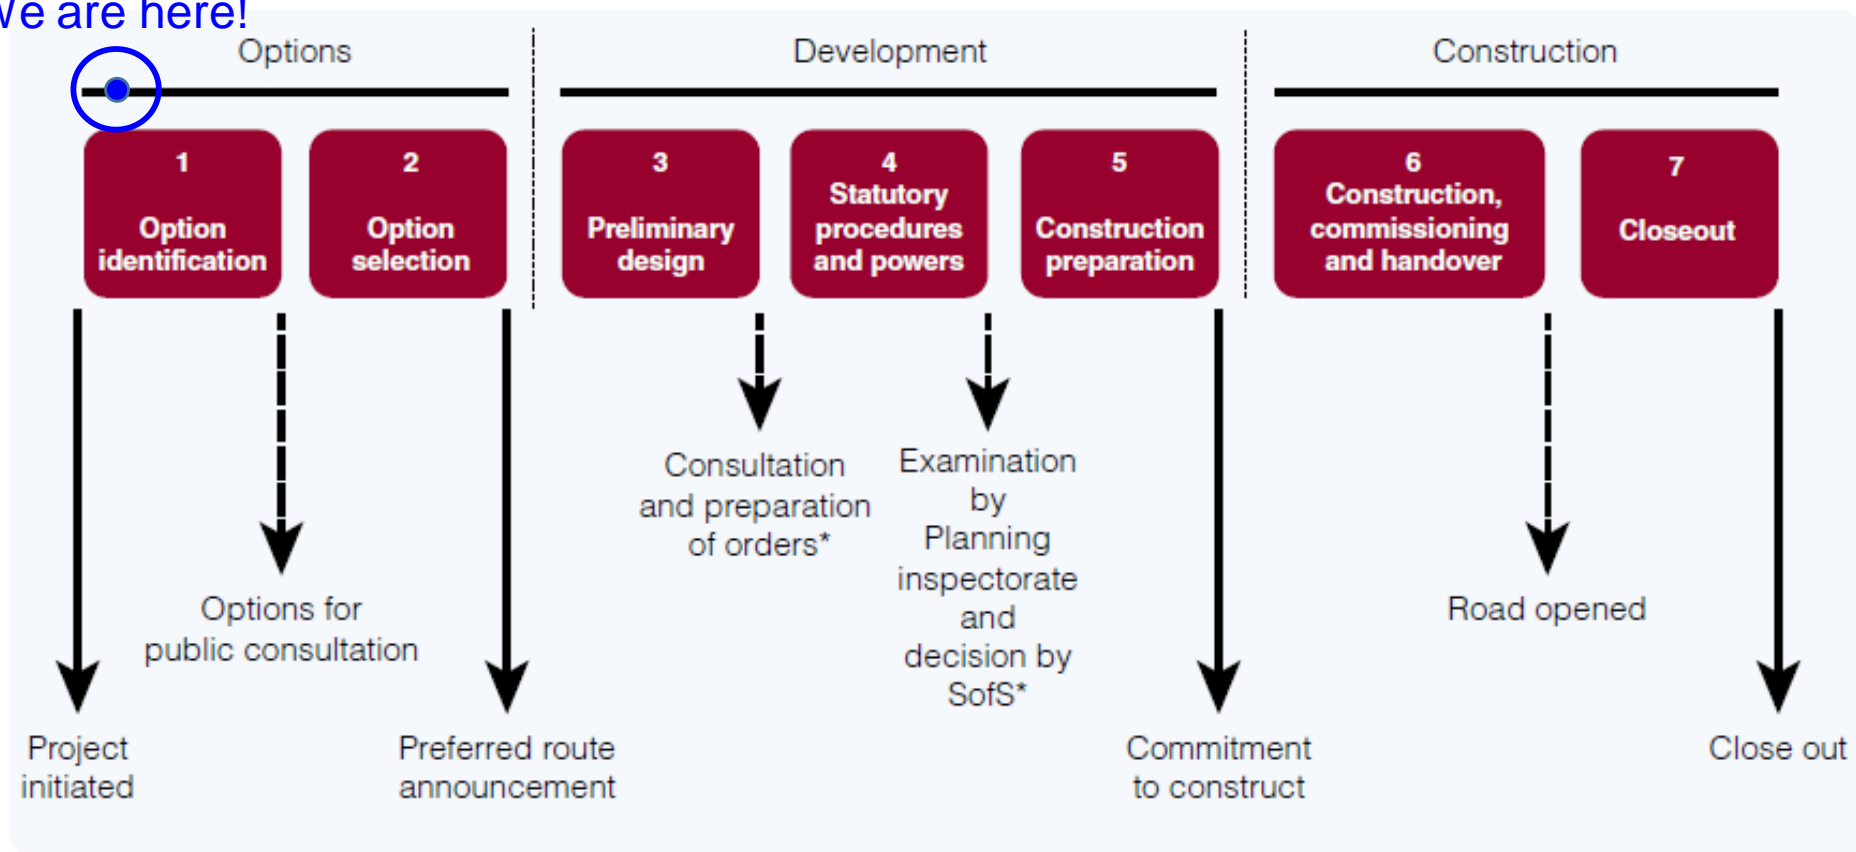 We are here!
Options
Development
Construction
1
Option
identification
2
Option
selection
3
Preliminary
design
4
Statutory
procedures
and powers
5
Construction
preparation
6
Construction,
commissioning
and handover
7
Closeout
Project
initiated
Options for
public consultation
Preferred route
announcement
Consultation
and preparation
of orders*
Examination
by
Planning
inspectorate
and
decision by
SofS*
Commitment
to construct
Road opened
Close out